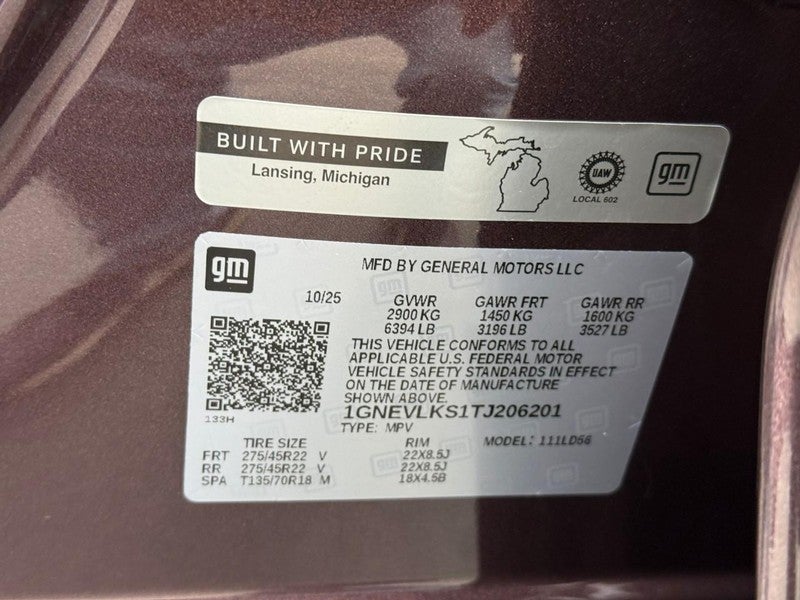 BUILT WITH PRIDE
Lansing, Michigan
UAW
LOCAL 602
gm
gm
MFD BY GENERAL MOTORS LLC
10/25 GVWR GAWR FRT GAWR RR
2900 KG 1450 KG 1600 KG
6394 LB 3196 LB 3527 LB
THIS VEHICLE CONFORMS TO ALL
APPLICABLE U.S. FEDERAL MOTOR
VEHICLE SAFETY STANDARDS IN EFFECT
ON THE DATE OF MANUFACTURE
SHOWN ABOVE.
133H
1GNEVLKS1TJ206201
TYPE: MPV
TIRE SIZE RIM MODEL: 111LD56
FRT 275/45R22 V 22X8.5J
RR 275/45R22 V 22X8.5J
SPA T135/70R18 M 18X4.5B